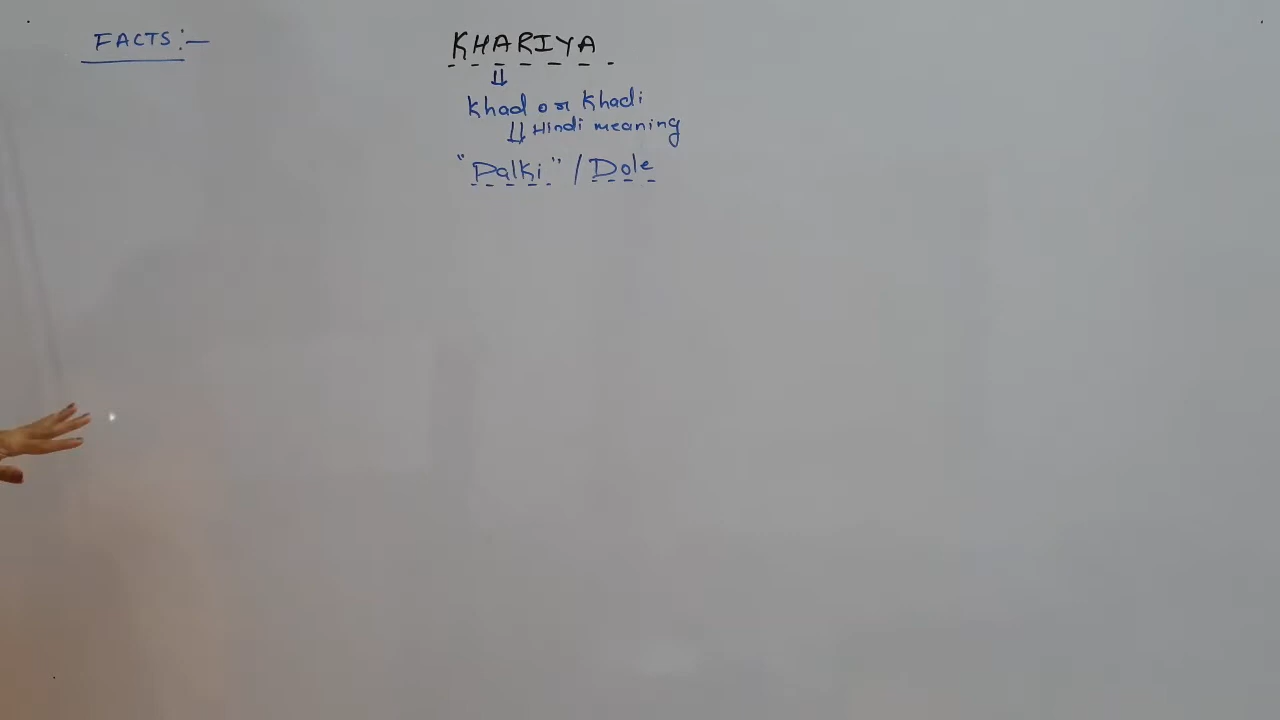 FACTS:—
KHARIYA
⇓
Khad or Khadi
⇓ Hindi meaning
"Palki" / Dole